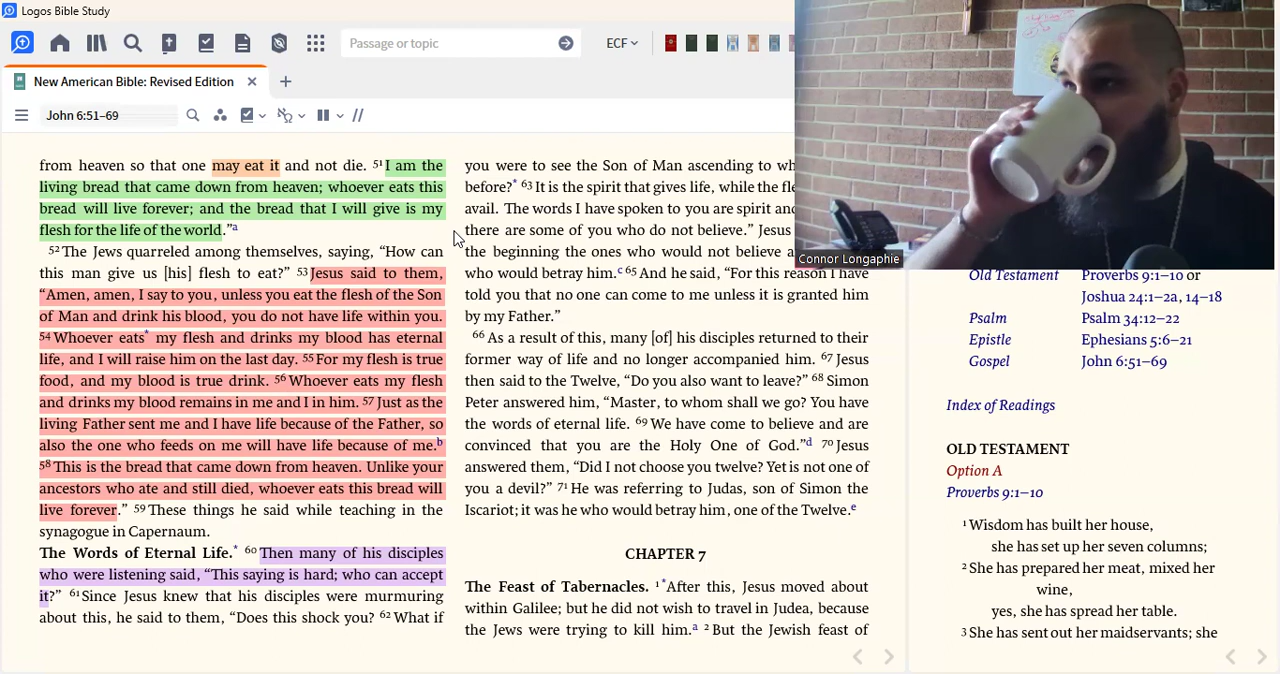 Logos Bible Study
Passage or topic
ECF
New American Bible: Revised Edition
John 6:51–69
from heaven so that one may eat it and not die. 51 I am the
living bread that came down from heaven; whoever eats this
bread will live forever; and the bread that I will give is my
flesh for the life of the world.” a
52 The Jews quarreled among themselves, saying, “How can
this man give us [his] flesh to eat?” 53 Jesus said to them,
“Amen, amen, I say to you, unless you eat the flesh of the Son
of Man and drink his blood, you do not have life within you.
54 Whoever eats* my flesh and drinks my blood has eternal
life, and I will raise him on the last day. 55 For my flesh is true
food, and my blood is true drink. 56 Whoever eats my flesh
and drinks my blood remains in me and I in him. 57 Just as the
living Father sent me and I have life because of the Father, so
also the one who feeds on me will have life because of me. b
58 This is the bread that came down from heaven. Unlike your
ancestors who ate and still died, whoever eats this bread will
live forever.” 59 These things he said while teaching in the
synagogue in Capernaum.
The Words of Eternal Life.* 60 Then many of his disciples
who were listening said, “This saying is hard; who can accept
it?” 61 Since Jesus knew that his disciples were murmuring
about this, he said to them, “Does this shock you? 62 What if
you were to see the Son of Man ascending to
before?* 63 It is the spirit that gives life, while the
avail. The words I have spoken to you are spirit
there are some of you who do not believe.” Jesus
the beginning the ones who would not believe
who would betray him. c 65 And he said, “For this reason I have
told you that no one can come to me unless it is granted him
by my Father.”
66 As a result of this, many [of] his disciples returned to their
former way of life and no longer accompanied him. 67 Jesus
then said to the Twelve, “Do you also want to leave?” 68 Simon
Peter answered him, “Master, to whom shall we go? You have
the words of eternal life. 69 We have come to believe and are
convinced that you are the Holy One of God.” d 70 Jesus
answered them, “Did I not choose you twelve? Yet is not one of
you a devil?” 71 He was referring to Judas, son of Simon the
Iscariot; it was he who would betray him, one of the Twelve. e
CHAPTER 7
The Feast of Tabernacles. 1 * After this, Jesus moved about
within Galilee; but he did not wish to travel in Judea, because
the Jews were trying to kill him. a 2 But the Jewish feast of
Connor Longaphie
Old Testament Proverbs 9:1–10 or
Joshua 24:1–2a, 14–18
Psalm Psalm 34:12–22
Epistle Ephesians 5:6–21
Gospel John 6:51–69
Index of Readings
OLD TESTAMENT
Option A
Proverbs 9:1–10
1 Wisdom has built her house,
she has set up her seven columns;
2 She has prepared her meat, mixed her
wine,
yes, she has spread her table.
3 She has sent out her maidservants; she